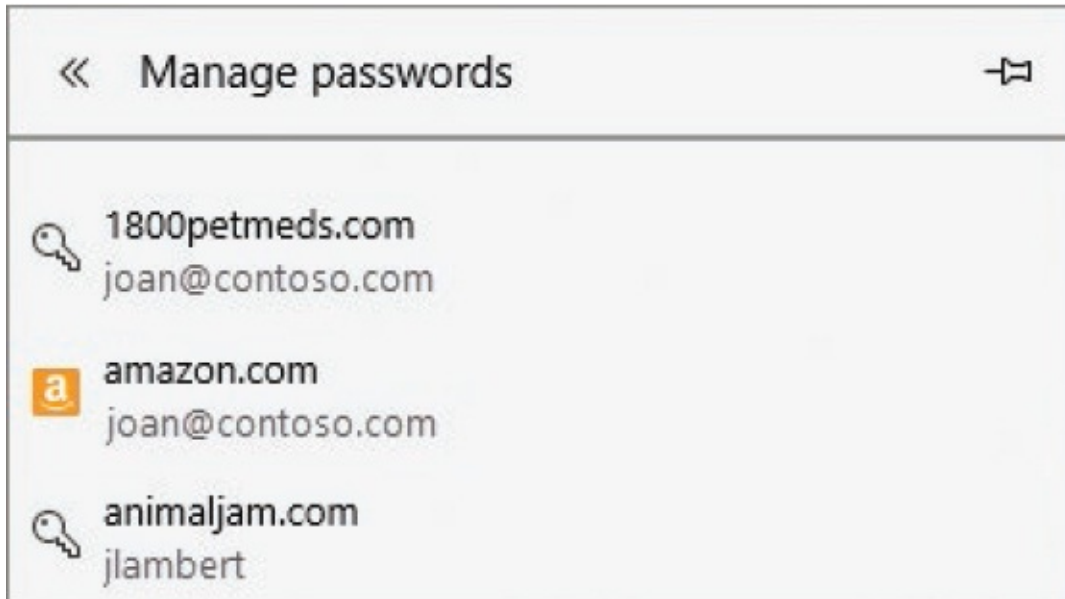 Manage passwords
1800petmeds.com
joan@contoso.com
a
amazon.com
joan@contoso.com
animaljam.com
jlambert